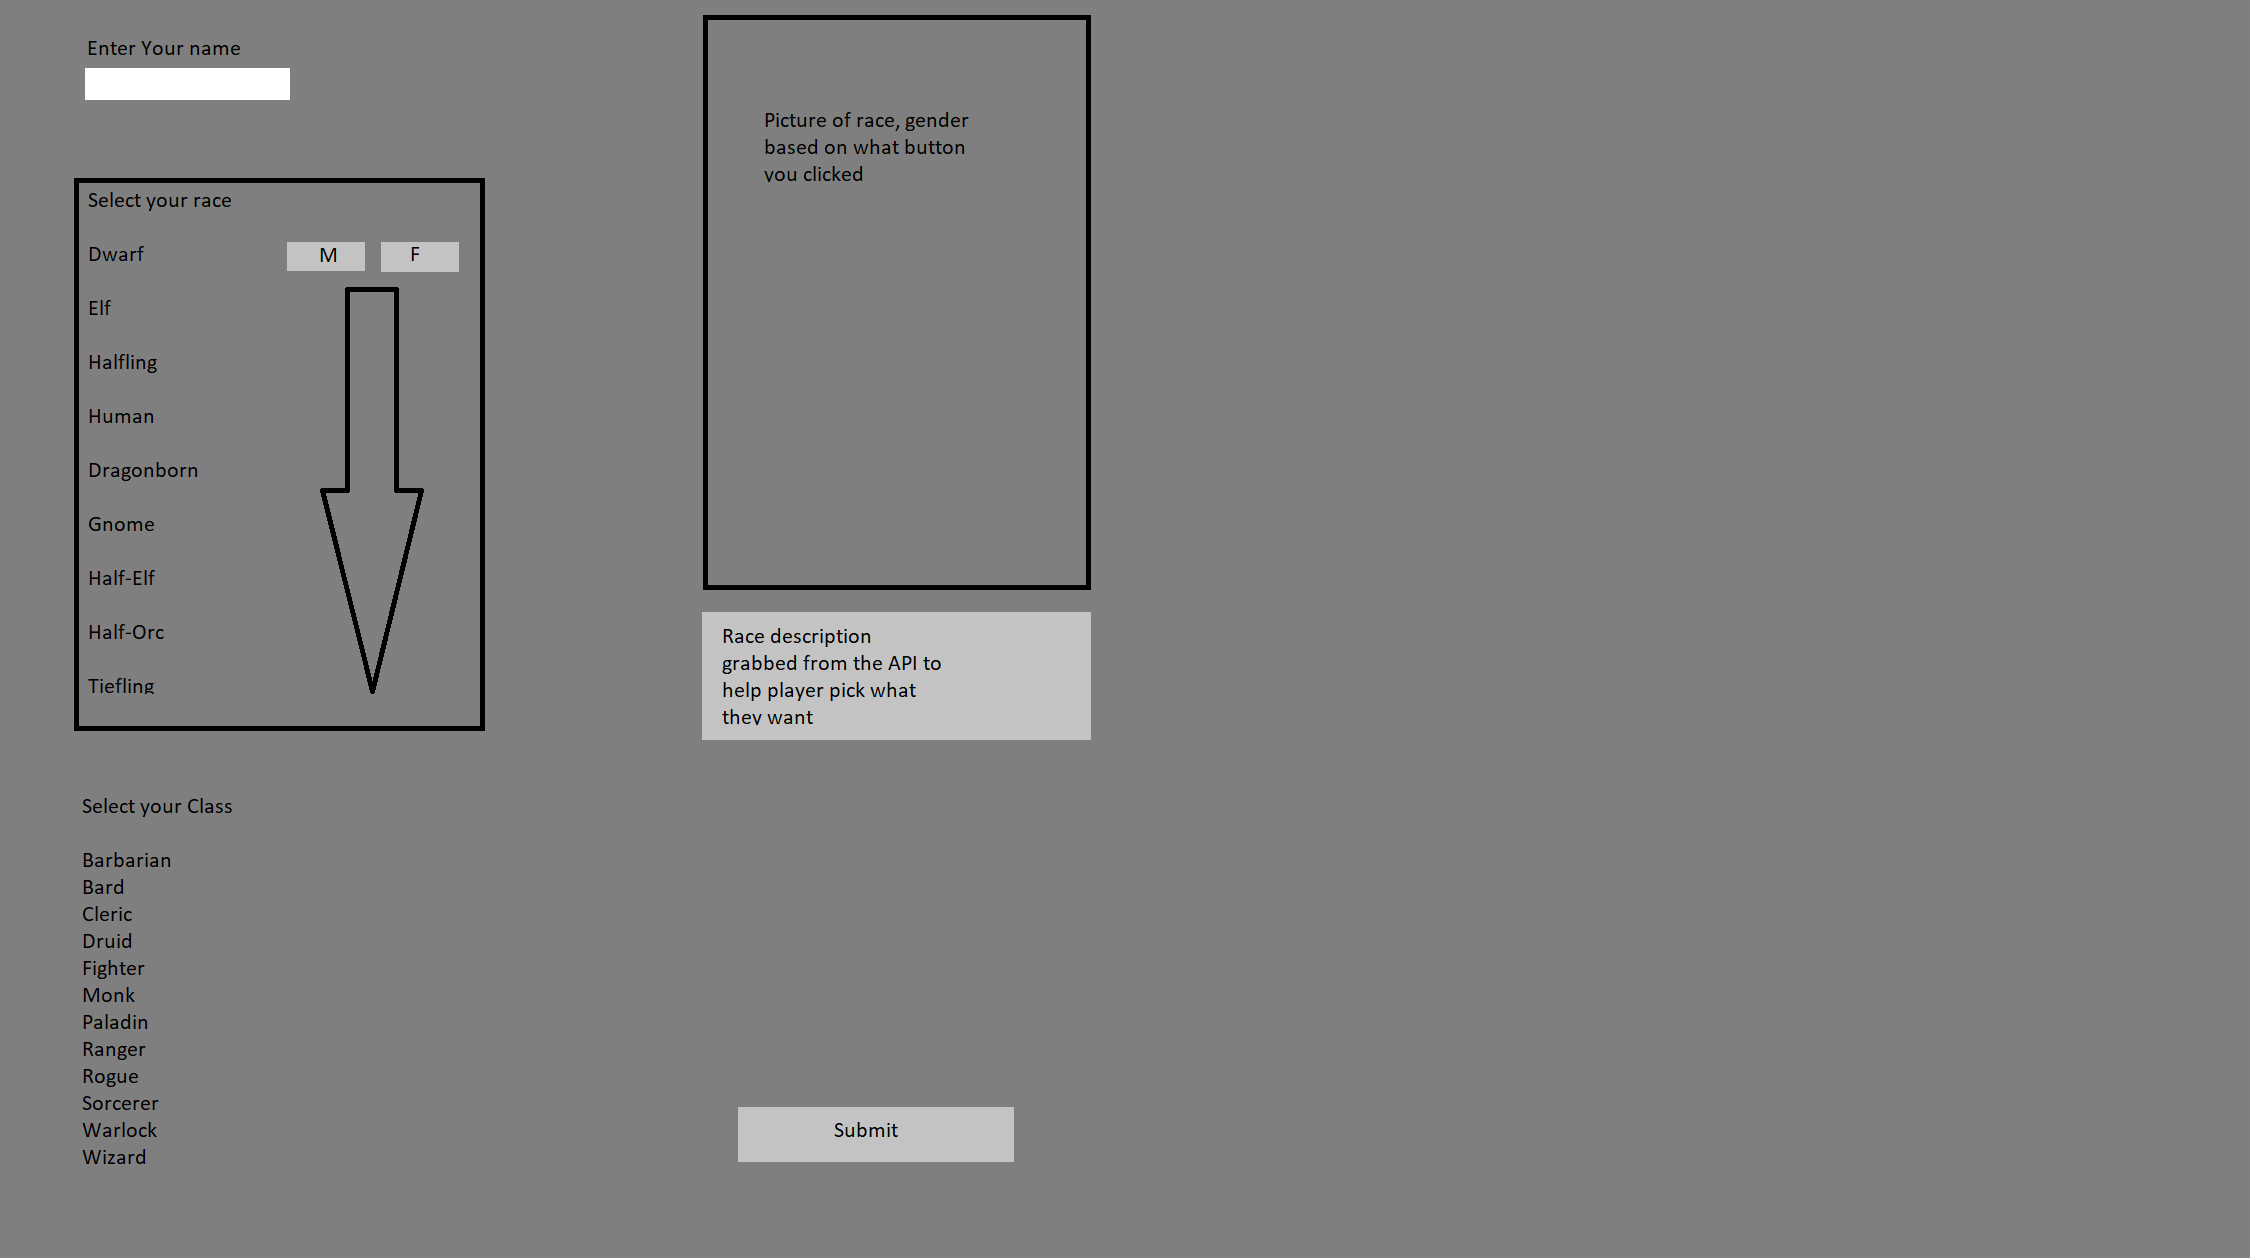 Enter Your name
Select your race
Dwarf M F
Elf
Halfling
Human
Dragonborn
Gnome
Half-Elf
Half-Orc
Tiefling
Picture of race, gender
based on what button
you clicked
Race description
grabbed from the API to
help player pick what
they want
Select your Class
Barbarian
Bard
Cleric
Druid
Fighter
Monk
Paladin
Ranger
Rogue
Sorcerer
Warlock
Wizard
Submit